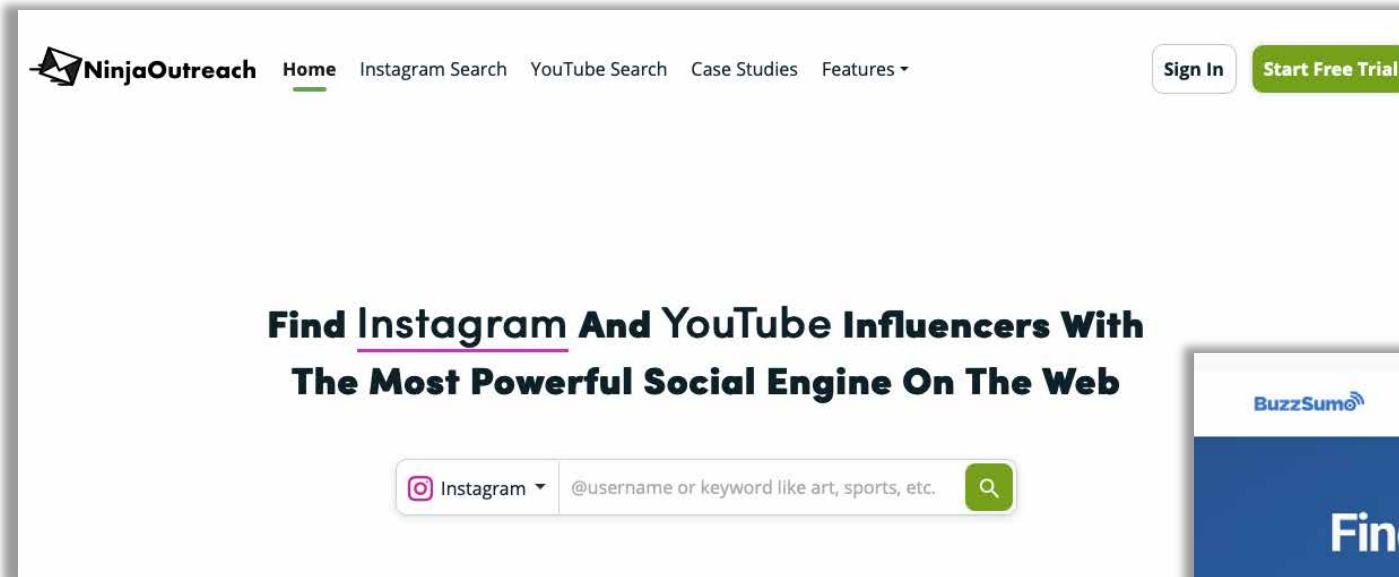 NinjaOutreach Home Instagram Search YouTube Search Case Studies Features Sign In Start Free Trial
Find Instagram And YouTube Influencers With
The Most Powerful Social Engine On The Web
BuzzSumo
Instagram @username or keyword like art, sports, etc.